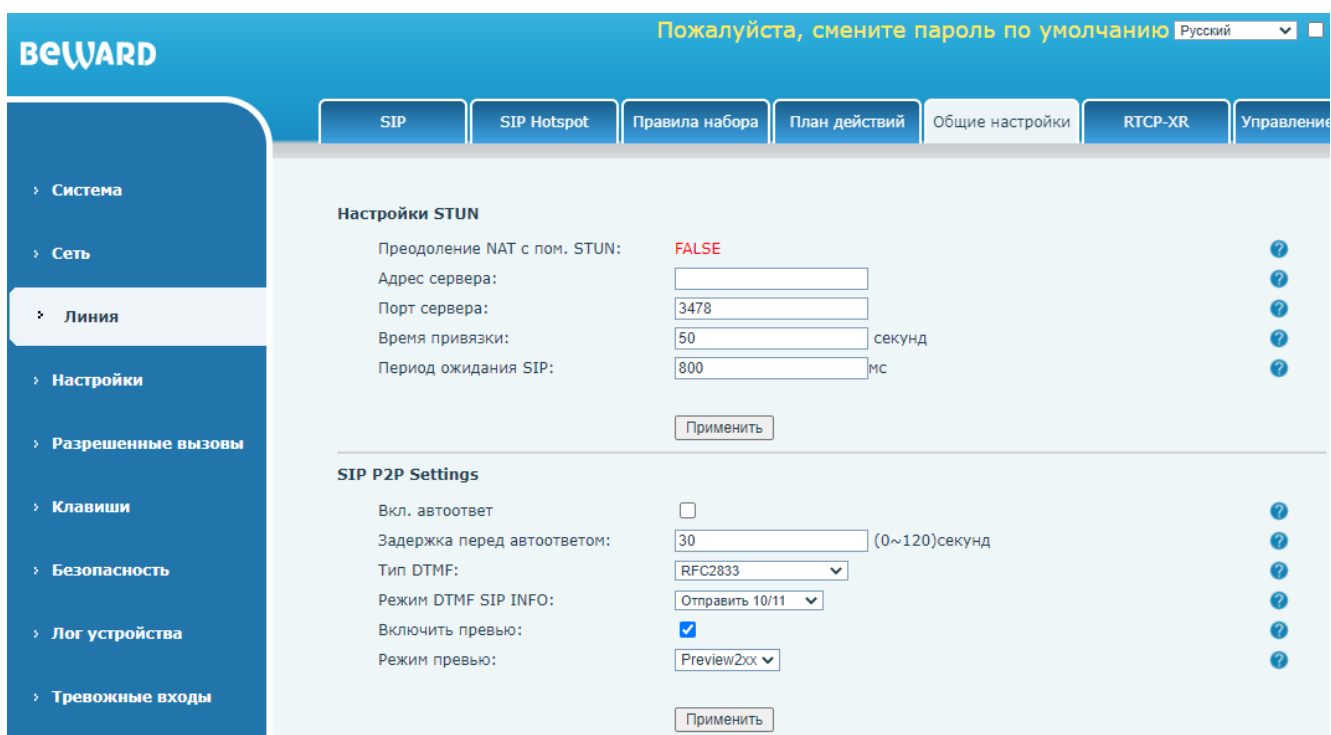 Пожалуйста, смените пароль по умолчанию Русский
BEWARD
SIP
SIP Hotspot
Правила набора
План действий
Общие настройки
RTCP-XR
Управление
Система
Сеть
Линия
Настройки
Разрешенные вызовы
Клавиши
Безопасность
Лог устройства
Тревожные входы
Настройки STUN
Преодоление NAT с пом. STUN: FALSE
Адрес сервера:
Порт сервера: 3478
Время привязки: 50 секунд
Период ожидания SIP: 800 мс
Применить
SIP P2P Settings
Вкл. автоответ
Задержка перед автоответом: 30 (0~120)секунд
Тип DTMF: RFC2833
Режим DTMF SIP INFO: Отправить 10/11
Включить превью:
Режим превью: Preview2xx
Применить